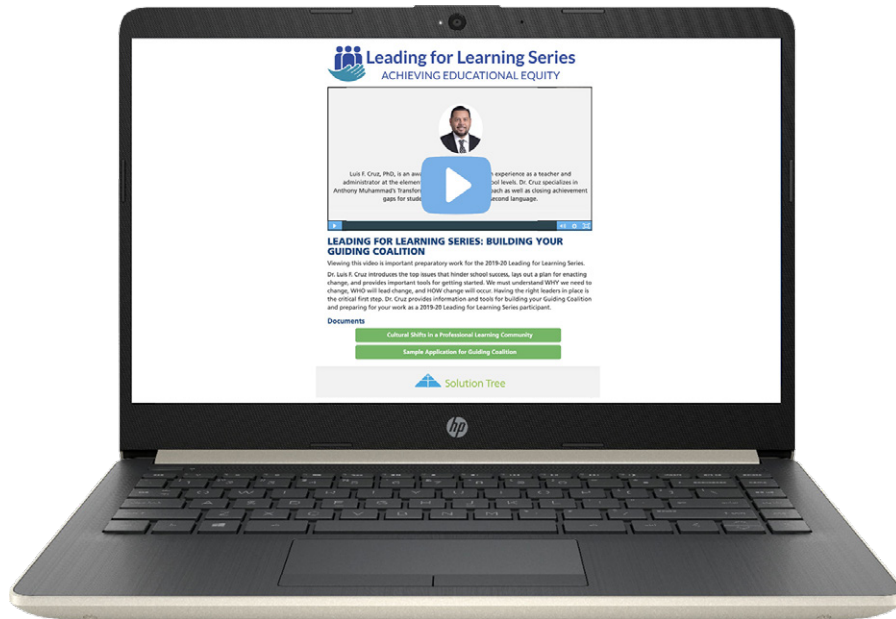 Leading for Learning Series
ACHIEVING EDUCATIONAL EQUITY
Luis F. Cruz, PhD, is an experience as a teacher and
administrator at the ool levels. Dr. Cruz specializes in
Anthony Muhammad's as well as closing achievement
gaps for second language.
LEADING FOR LEARNING SERIES: BUILDING YOUR
GUIDING COALITION
Viewing this video is important preparatory work for the 2019-20 Leading for Learning Series.
Dr. Luis F. Cruz introduces the top issues that hinder school success, lays out a plan for enacting
change, and provides important tools for getting started. We must understand WHY we need to
change, WHO will lead change, and HOW change will occur. Having the right leaders in place is
the critical first step. Dr. Cruz provides information and tools for building your Guiding Coalition
and preparing for your work as a 2019-20 Leading for Learning Series participant.
Documents
Cultural Shifts in a Professional Learning Community
Sample Application for Guiding Coalition
Solution Tree
hp